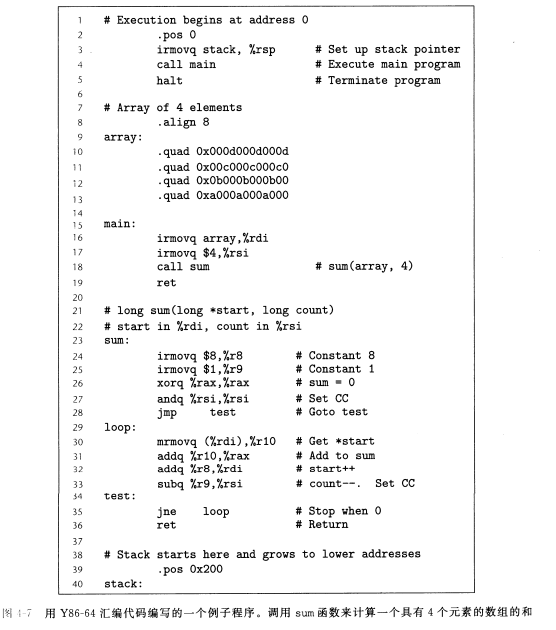 1 # Execution begins at address 0
2 .pos 0
3 irmovq stack, %rsp # Set up stack pointer
4 call main # Execute main program
5 halt # Terminate program
6
7 # Array of 4 elements
8 .align 8
9 array:
10 .quad 0x000d000d000d
11 .quad 0x00c000c000c0
12 .quad 0x0b000b000b00
13 .quad 0xa000a000a000
14
15 main:
16 irmovq array,%rdi
17 irmovq $4,%rsi
18 call sum # sum(array, 4)
19 ret
20
21 # long sum(long *start, long count)
22 # start in %rdi, count in %rsi
23 sum:
24 irmovq $8,%r8 # Constant 8
25 irmovq $1,%r9 # Constant 1
26 xorq %rax,%rax # sum = 0
27 andq %rsi,%rsi # Set CC
28 jmp test # Goto test
29 loop:
30 mrmovq (%rdi),%r10 # Get *start
31 addq %r10,%rax # Add to sum
32 addq %r8,%rdi # start++
33 subq %r9,%rsi # count--. Set CC
34 test:
35 jne loop # Stop when 0
36 ret # Return
37
38 # Stack starts here and grows to lower addresses
39 .pos 0x200
40 stack:
图 4-7 用 Y86-64 汇编代码编写的一个例子程序。调用 sum 函数来计算一个具有 4 个元素的数组的和